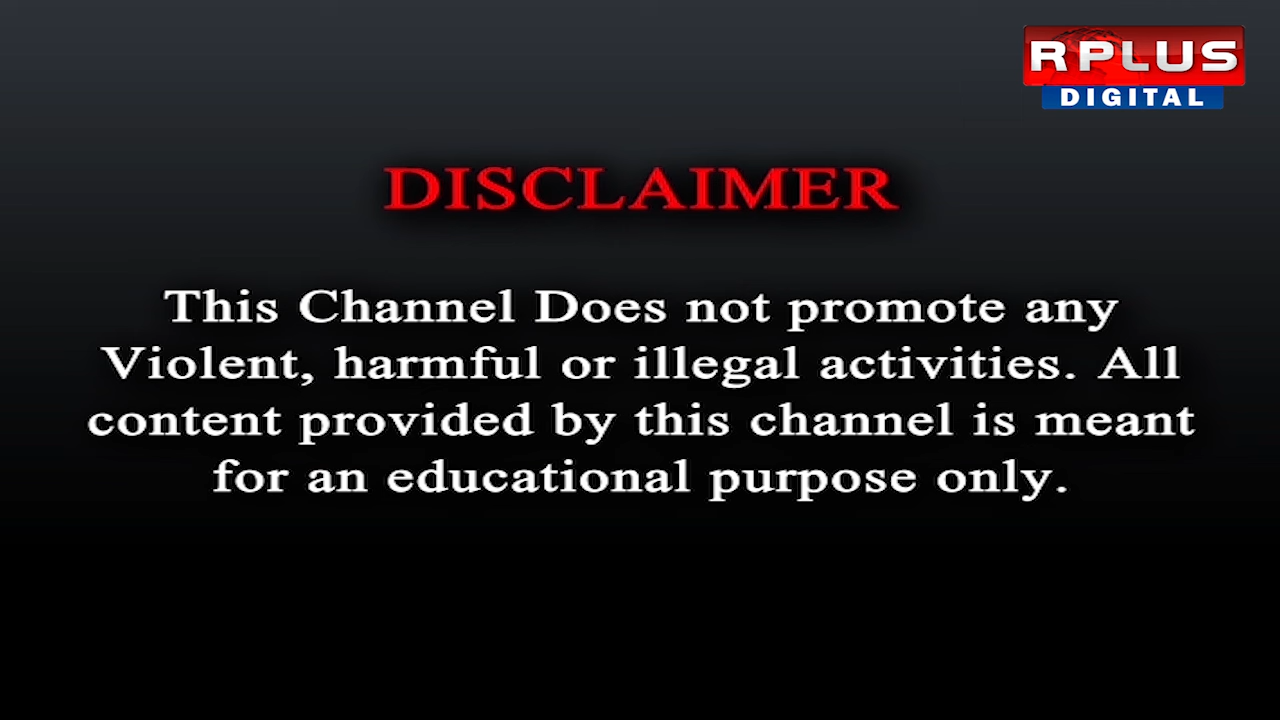 RPLUS
DIGITAL
DISCLAIMER
This Channel Does not promote any
Violent, harmful or illegal activities. All
content provided by this channel is meant
for an educational purpose only.